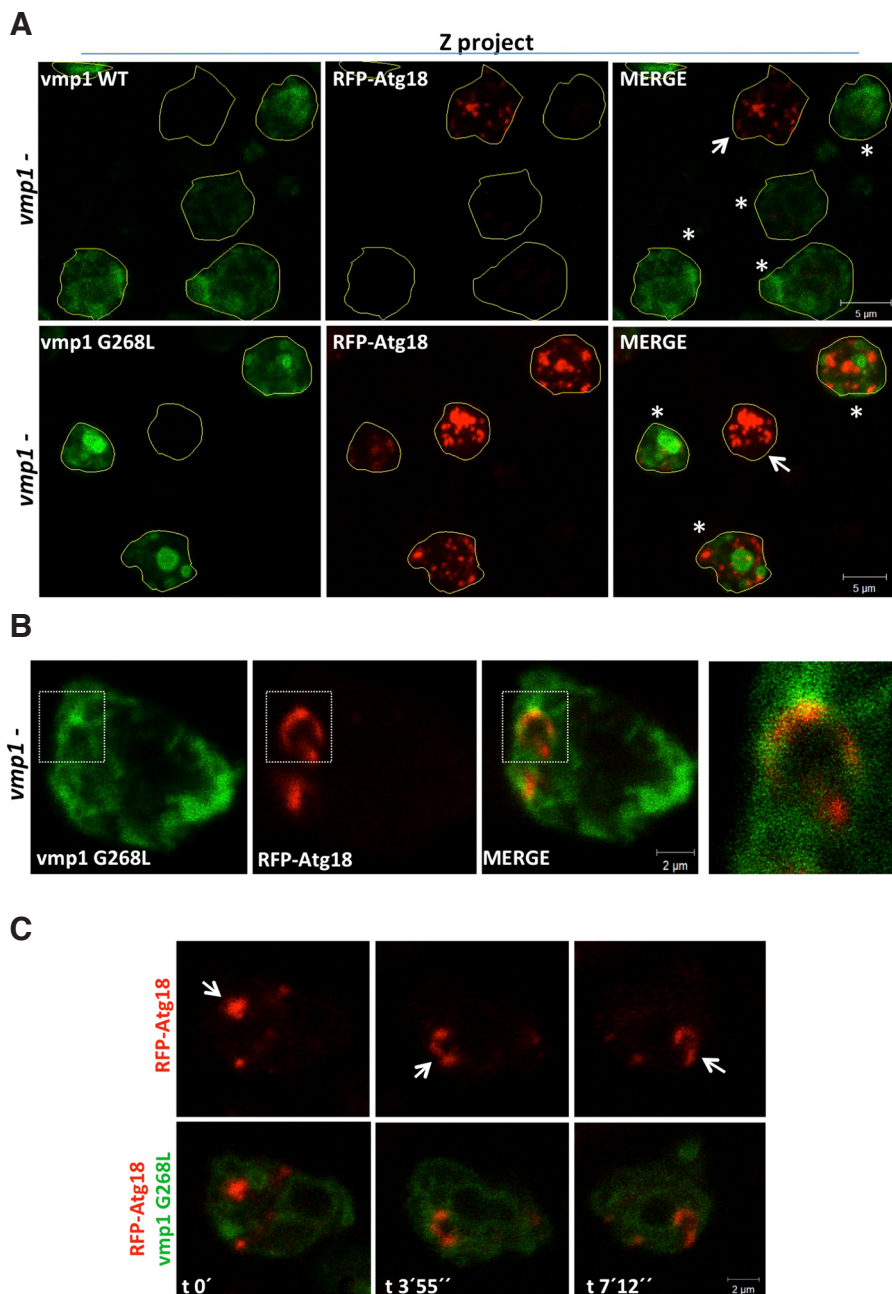 A
Z project
vmp1 WT
RFP-Atg18
MERGE
vmp1 -
*
*
*
*
5 µm
vmp1 G268L
RFP-Atg18
MERGE
vmp1 -
*
*
*
5 µm
B
vmp1 -
vmp1 G268L
RFP-Atg18
MERGE
2 µm
C
RFP-Atg18
RFP-Atg18
vmp1 G268L
t 0´
t 3´55´´
t 7´12´´
2 µm